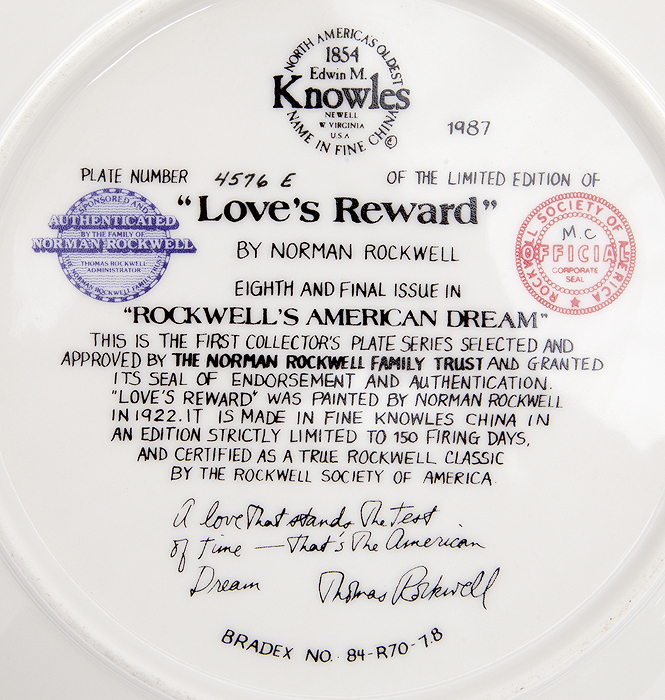 NORTH AMERICA'S OLDEST
1854
Edwin M.
Knowles
NEWELL
W VIRGINIA
U.S.A
NAME IN FINE CHINA
©
1987
PLATE NUMBER 4576 E OF THE LIMITED EDITION OF
SPONSORED AND
AUTHENTICATED
BY THE FAMILY OF
NORMAN ROCKWELL
THOMAS ROCKWELL
ADMINISTRATOR
NORMAN ROCKWELL FAMILY
"Love's Reward"
ROCKWELL SOCIETY OF AMERICA
M.C
OFFICIAL
CORPORATE
SEAL
BY NORMAN ROCKWELL
EIGHTH AND FINAL ISSUE IN
"ROCKWELL'S AMERICAN DREAM"
THIS IS THE FIRST COLLECTOR'S PLATE SERIES SELECTED AND
APPROVED BY THE NORMAN ROCKWELL FAMILY TRUST AND GRANTED
ITS SEAL OF ENDORSEMENT AND AUTHENTICATION.
"LOVE'S REWARD" WAS PAINTED BY NORMAN ROCKWELL
IN 1922. IT IS MADE IN FINE KNOWLES CHINA IN
AN EDITION STRICTLY LIMITED TO 150 FIRING DAYS,
AND CERTIFIED AS A TRUE ROCKWELL CLASSIC
BY THE ROCKWELL SOCIETY OF AMERICA
A love That stands The Test
of Time — That's The American
Dream Thomas Rockwell
BRADEX NO. 84-R70-7.8